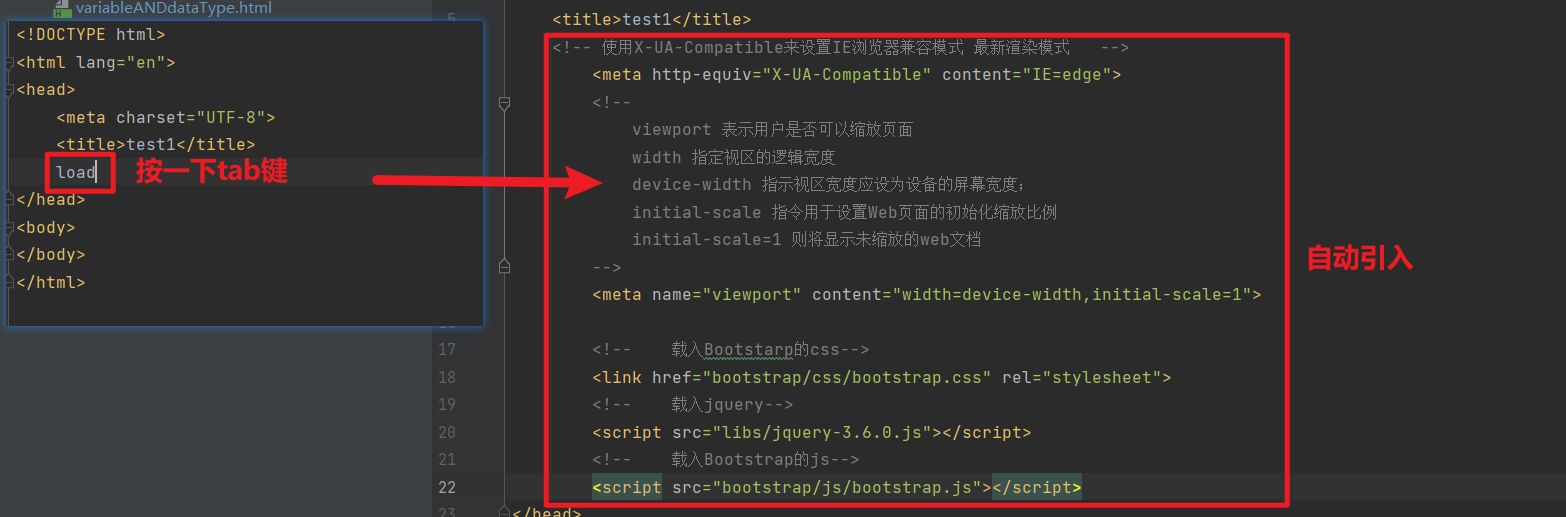 variableANDdataType.html
<!DOCTYPE html>
<html lang="en">
<head>
<meta charset="UTF-8">
<title>test1</title>
load
按一下tab键
</head>
<body>
</body>
</html>
5 <title>test1</title>
<!-- 使用X-UA-Compatible来设置IE浏览器兼容模式 最新渲染模式 -->
<meta http-equiv="X-UA-Compatible" content="IE=edge">
<!--
viewport 表示用户是否可以缩放页面
width 指定视区的逻辑宽度
device-width 指示视区宽度应设为设备的屏幕宽度；
initial-scale 指令用于设置Web页面的初始化缩放比例
initial-scale=1 则将显示未缩放的web文档
-->
<meta name="viewport" content="width=device-width,initial-scale=1">
17 <!-- 载入Bootstarp的css-->
18 <link href="bootstrap/css/bootstrap.css" rel="stylesheet">
19 <!-- 载入jquery-->
20 <script src="libs/jquery-3.6.0.js"></script>
21 <!-- 载入Bootstrap的js-->
22 <script src="bootstrap/js/bootstrap.js"></script>
23 </head>
自动引入